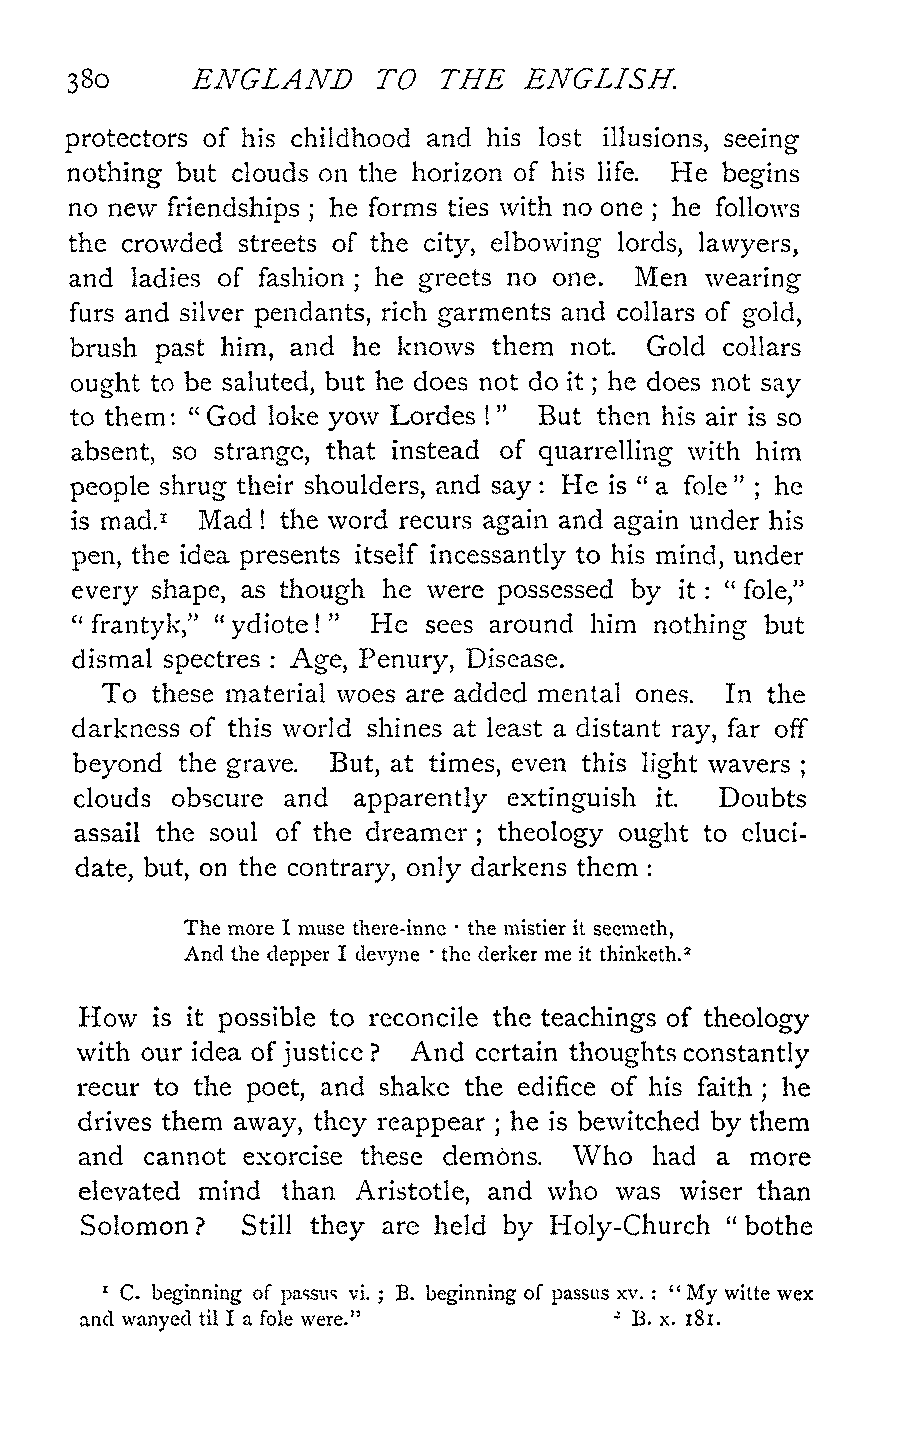 380 ENGLAND TO THE ENGLISH.
protectors of his childhood and his lost illusions, seeing
nothing but clouds on the horizon of his life. He begins
no new friendships ; he forms ties with no one ; he follows
the crowded streets of the city, elbowing lords, lawyers,
and ladies of fashion ; he greets no one. Men wearing
furs and silver pendants, rich garments and collars of gold,
brush past him, and he knows them not. Gold collars
ought to be saluted, but he does not do it ; he does not say
to them: “ God loke yow Lordes ! ” But then his air is so
absent, so strange, that instead of quarrelling with him
people shrug their shoulders, and say : He is “ a fole ” ; he
is mad.¹ Mad ! the word recurs again and again under his
pen, the idea presents itself incessantly to his mind, under
every shape, as though he were possessed by it : “ fole,”
“ frantyk,” “ ydiote ! ” He sees around him nothing but
dismal spectres : Age, Penury, Disease.
To these material woes are added mental ones. In the
darkness of this world shines at least a distant ray, far off
beyond the grave. But, at times, even this light wavers ;
clouds obscure and apparently extinguish it. Doubts
assail the soul of the dreamer ; theology ought to eluci-
date, but, on the contrary, only darkens them :
The more I muse there-inne · the mistier it seemeth,
And the depper I devyne · the derker me it thinketh.²
How is it possible to reconcile the teachings of theology
with our idea of justice ? And certain thoughts constantly
recur to the poet, and shake the edifice of his faith ; he
drives them away, they reappear ; he is bewitched by them
and cannot exorcise these demons. Who had a more
elevated mind than Aristotle, and who was wiser than
Solomon ? Still they are held by Holy-Church “ bothe
¹ C. beginning of passus vi. ; B. beginning of passus xv. : “ My witte wex
and wanyed til I a fole were.” ² B. x. 181.